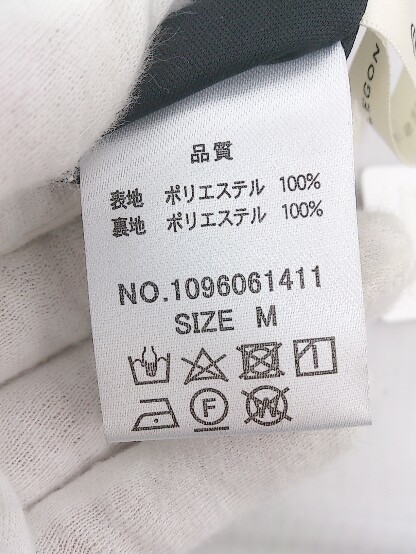 品質
表地 ポリエステル 100%
裏地 ポリエステル 100%
NO.1096061411
SIZE M
F
W
EGON